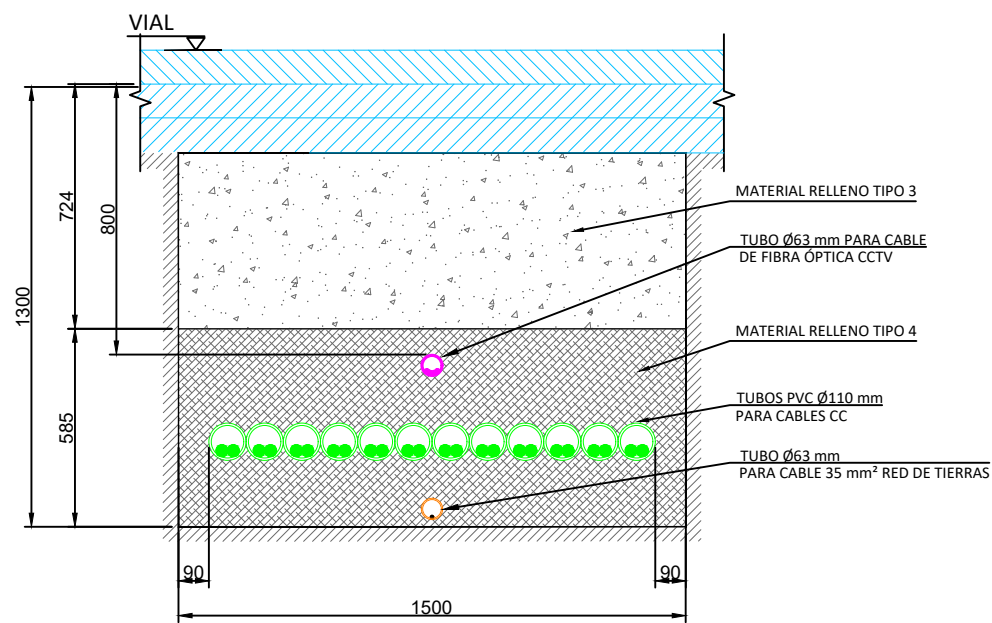 VIAL
1300
724
800
585
MATERIAL RELLENO TIPO 3
TUBO Ø63 mm PARA CABLE
DE FIBRA ÓPTICA CCTV
MATERIAL RELLENO TIPO 4
TUBOS PVC Ø110 mm
PARA CABLES CC
TUBO Ø63 mm
PARA CABLE 35 mm² RED DE TIERRAS
90
90
1500